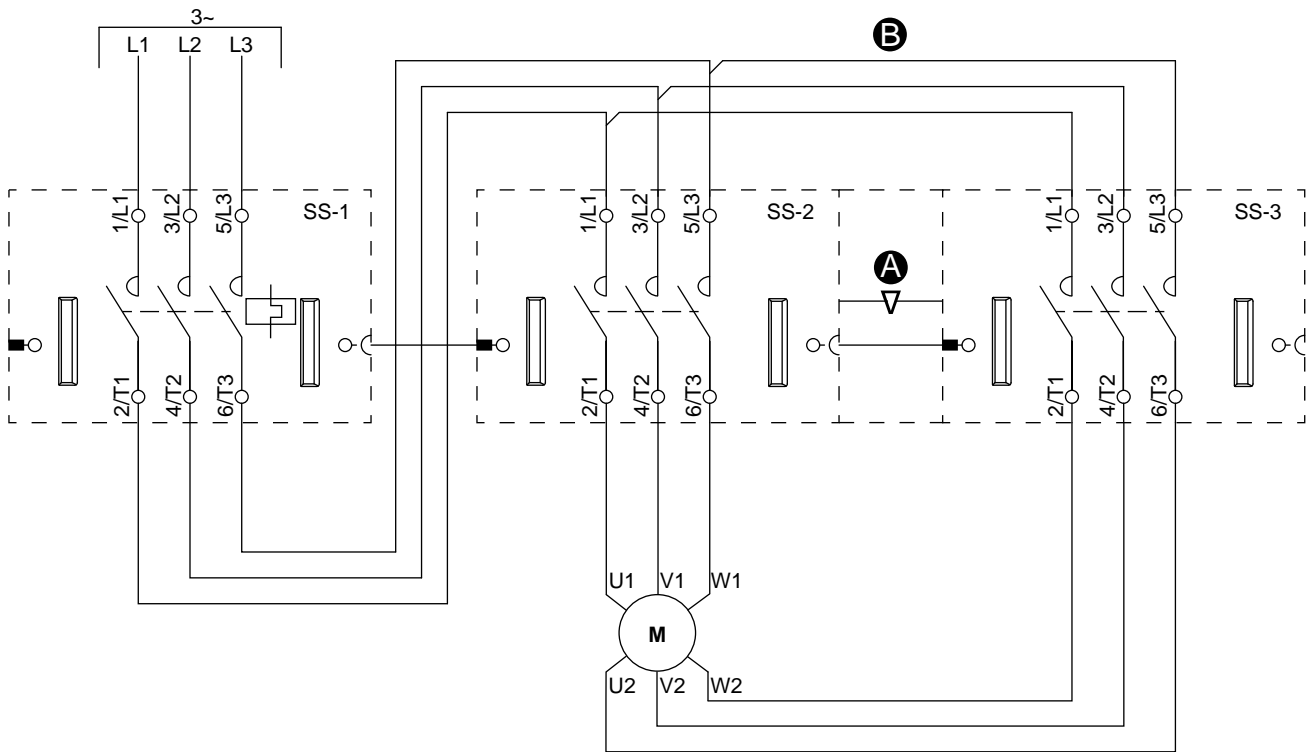 3~
L1 L2 L3
B
1/L1 3/L2 5/L3 SS-1
1/L1 3/L2 5/L3 SS-2
1/L1 3/L2 5/L3 SS-3
A
2/T1 4/T2 6/T3
2/T1 4/T2 6/T3
2/T1 4/T2 6/T3
U1 V1 W1
M
U2 V2 W2